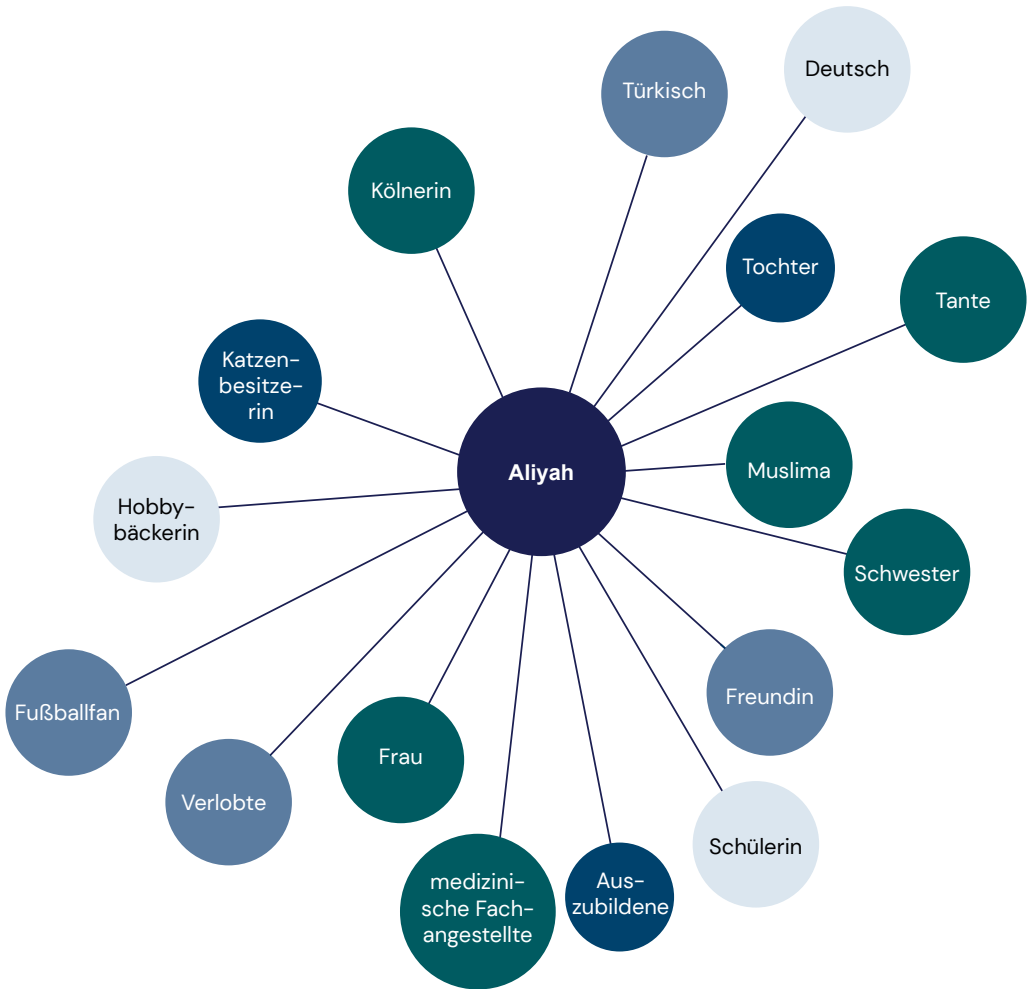 Deutsch
Türkisch
Kölnerin
Tochter
Tante
Katzen-
besitze-
rin
Aliyah
Muslima
Hobby-
bäckerin
Schwester
Freundin
Fußballfan
Frau
Verlobte
Schülerin
medizini-
sche Fach-
angestellte
Aus-
zubildene